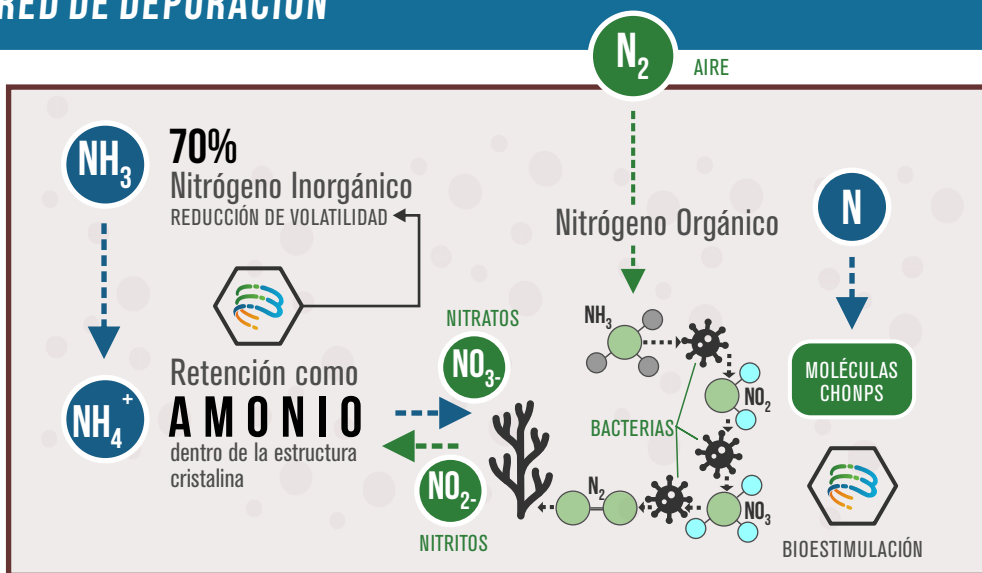 RED DE DEPURACIÓN
N2
AIRE
NH3
70%
Nitrógeno Inorgánico
REDUCCIÓN DE VOLATILIDAD
Nitrógeno Orgánico
N
NITRATOS
NO3-
NH3
MOLÉCULAS
CHONPS
Retención como
AMONIO
dentro de la estructura
cristalina
NH4+
NO2
BACTERIAS
NO2-
NITRITOS
N2
NO3
BIOESTIMULACIÓN